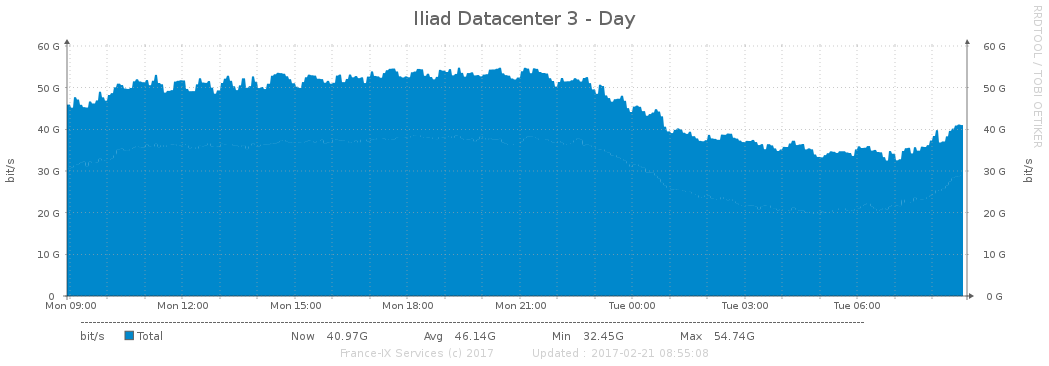 Iliad Datacenter 3 - Day
RRDTOOL / TOBI OETIKER
60 G 60 G
50 G 50 G
40 G 40 G
30 G 30 G
20 G 20 G
10 G 10 G
0 0 G
bit/s bit/s
Mon 09:00 Mon 12:00 Mon 15:00 Mon 18:00 Mon 21:00 Tue 00:00 Tue 03:00 Tue 06:00
bit/s Total Now 40.97G Avg 46.14G Min 32.45G Max 54.74G
France-IX Services (c) 2017 Updated : 2017-02-21 08:55:08